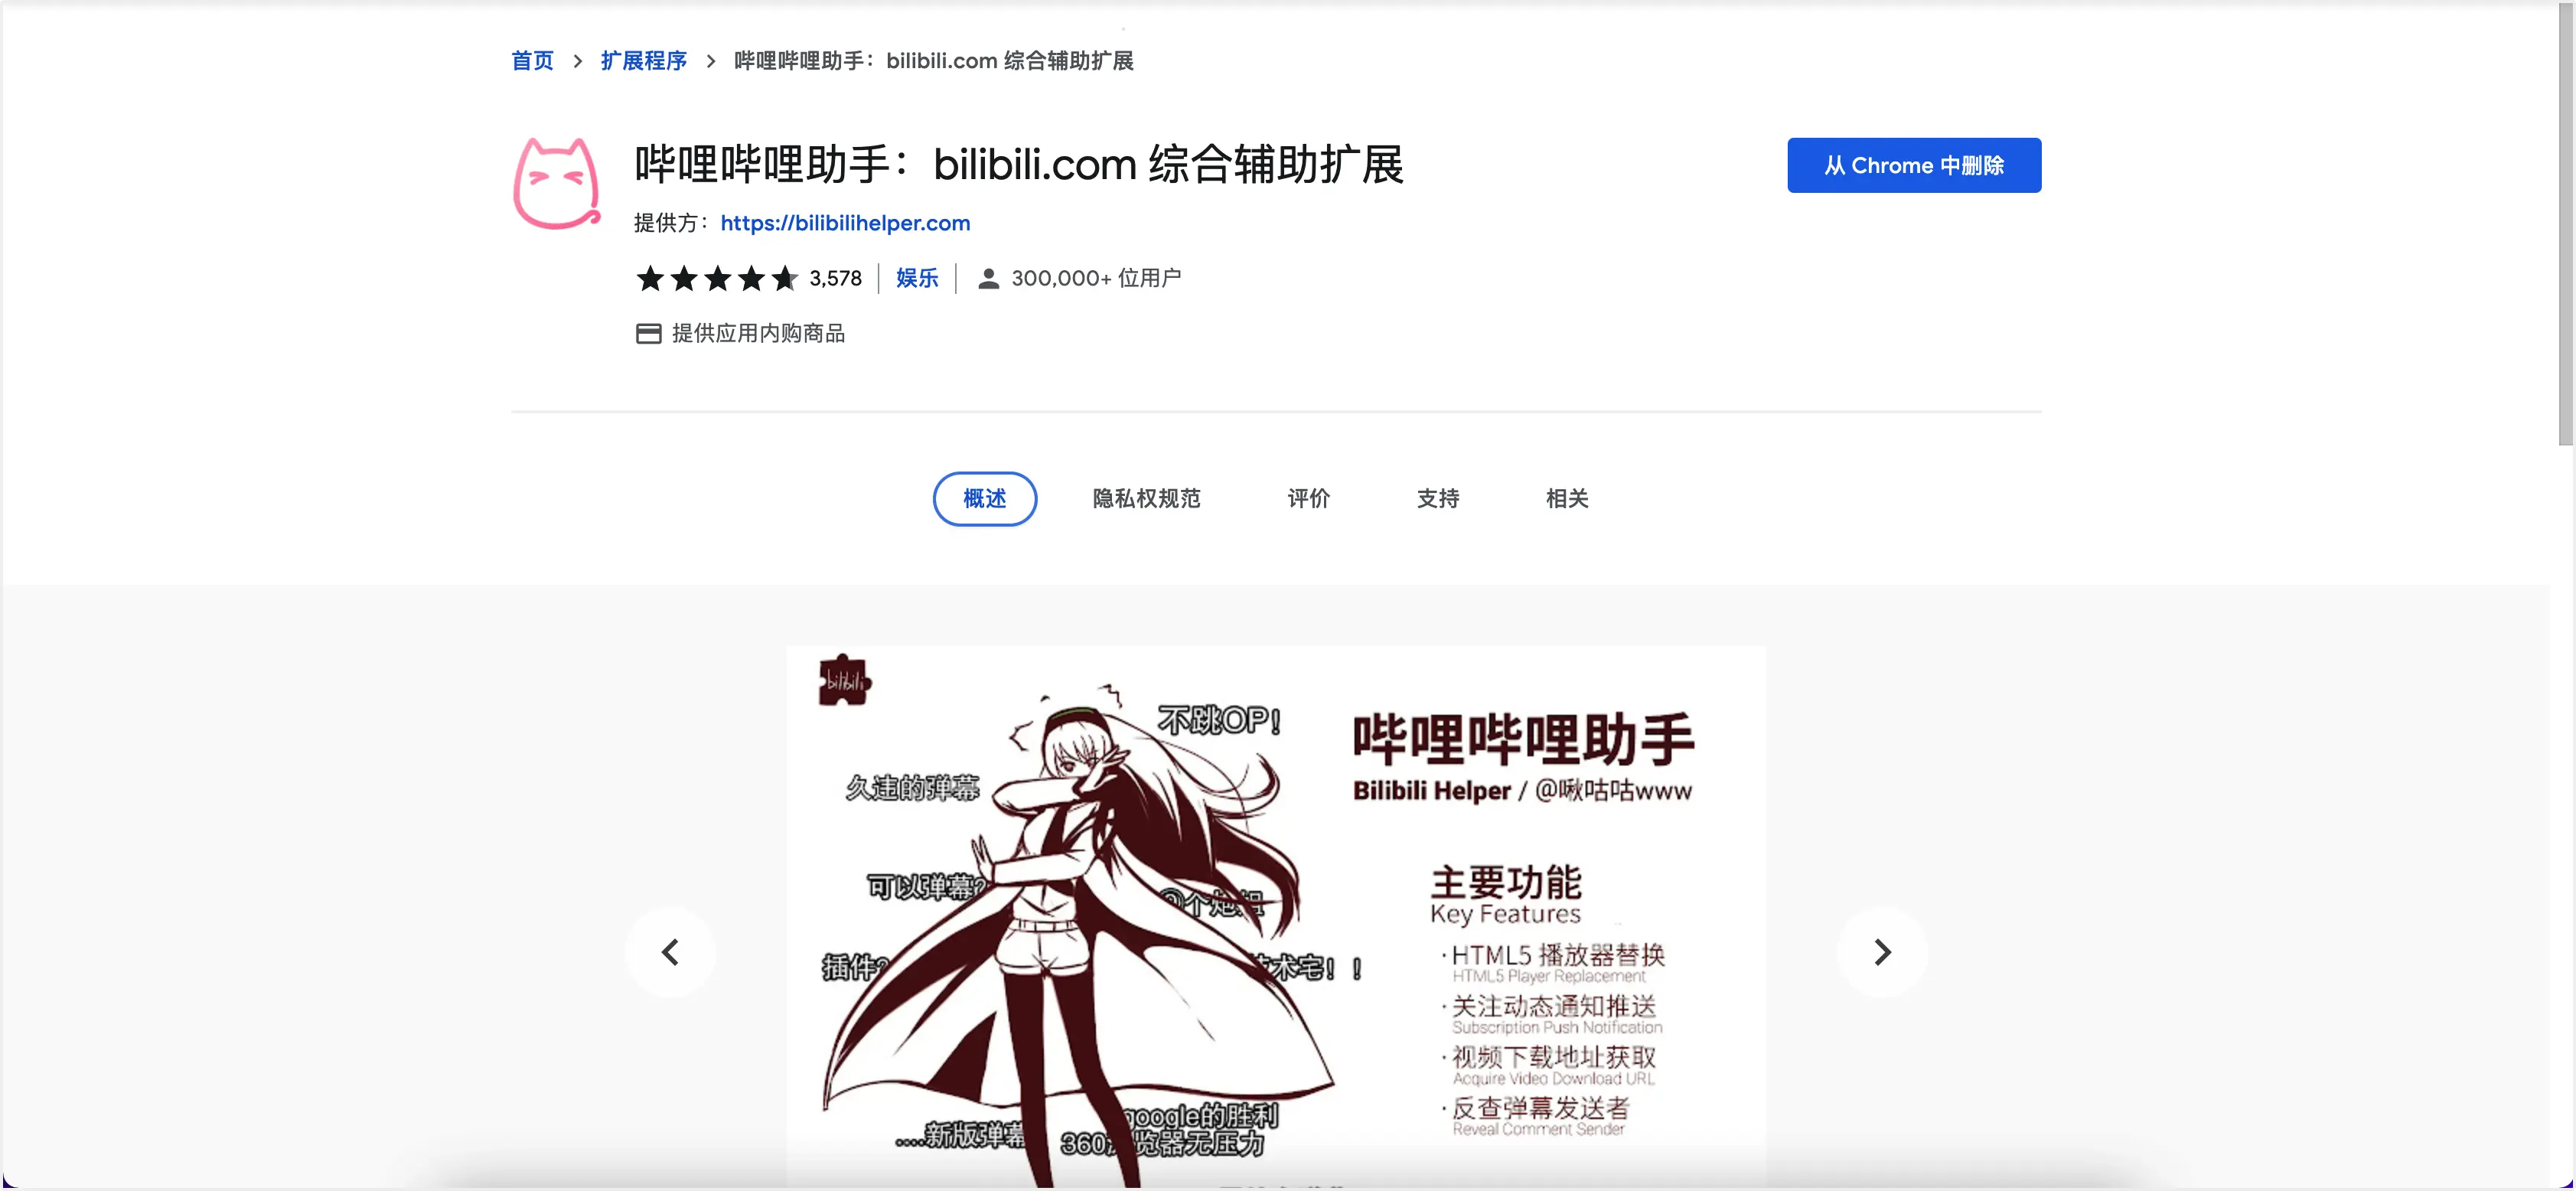 首页 > 扩展程序 > 哔哩哔哩助手：bilibili.com 综合辅助扩展
哔哩哔哩助手：bilibili.com 综合辅助扩展
从 Chrome 中删除
提供方：https://bilibilihelper.com
3,578 | 娱乐 | 300,000+ 位用户
提供应用内购商品
概述 隐私权规范 评价 支持 相关
bilibili
不跳OP！
久违的弹幕
可以弹幕?
个炮姐
插件?
技术宅！！
google的胜利
....新版弹幕
360浏览器无压力
哔哩哔哩助手
Bilibili Helper / @啾咕咕www
主要功能
Key Features
·HTML5 播放器替换
HTML5 Player Replacement
·关注动态通知推送
Subscription Push Notification
·视频下载地址获取
Acquire Video Download URL
·反查弹幕发送者
Reveal Comment Sender